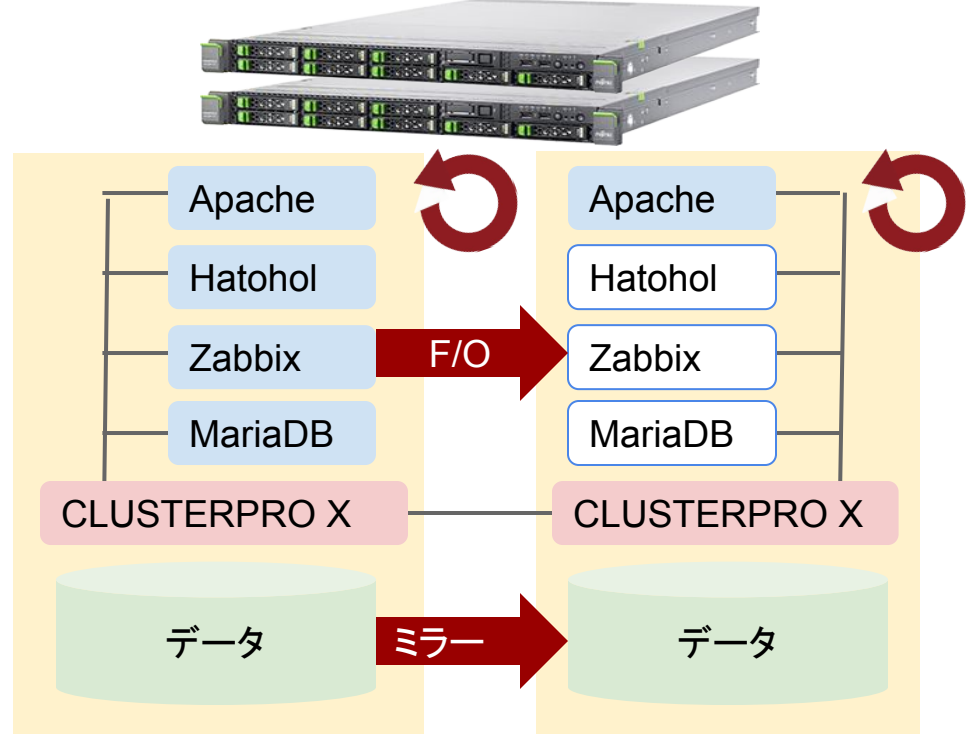 Apache
Hatohol
Zabbix
MariaDB
CLUSTERPRO X
データ
F/O
ミラー
Apache
Hatohol
Zabbix
MariaDB
CLUSTERPRO X
データ